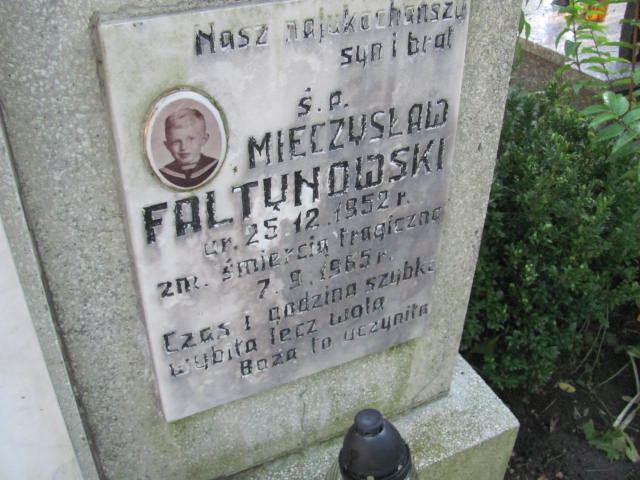 Nasz najukochańszy
syn i brat
ś.p.
MIECZYSŁAW
FALTYNOWSKI
ur. 25.12.1952 r.
zm. śmiercią tragiczną
7.9.1965 r.
Czas i godzina szybko
wybiła lecz wola
Boża to uczyniła